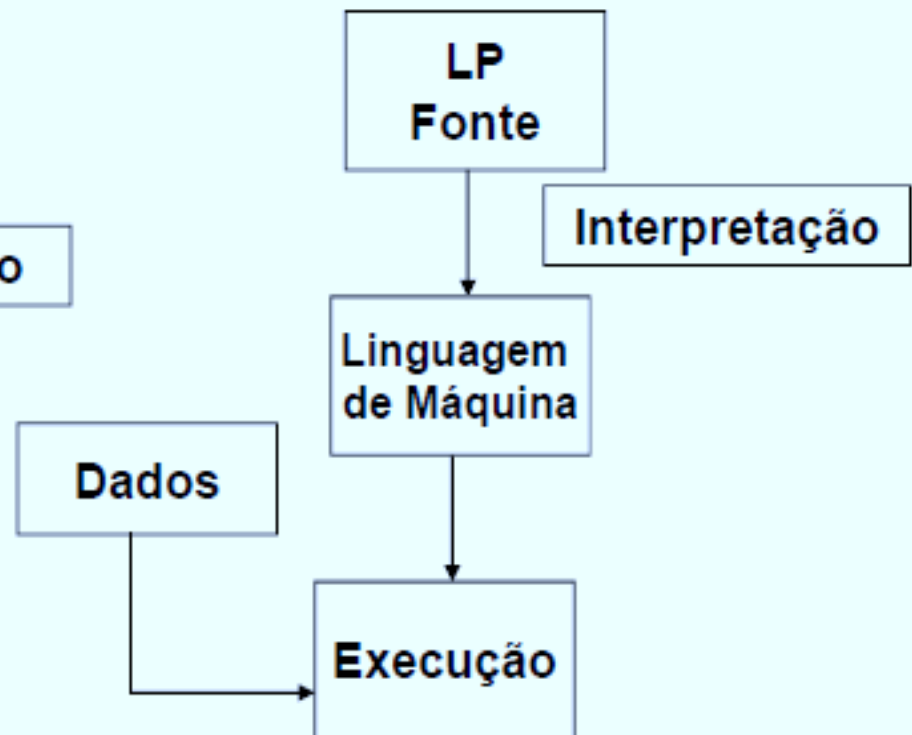 LP
Fonte
Interpretação
o
Linguagem
de Máquina
Dados
Execução